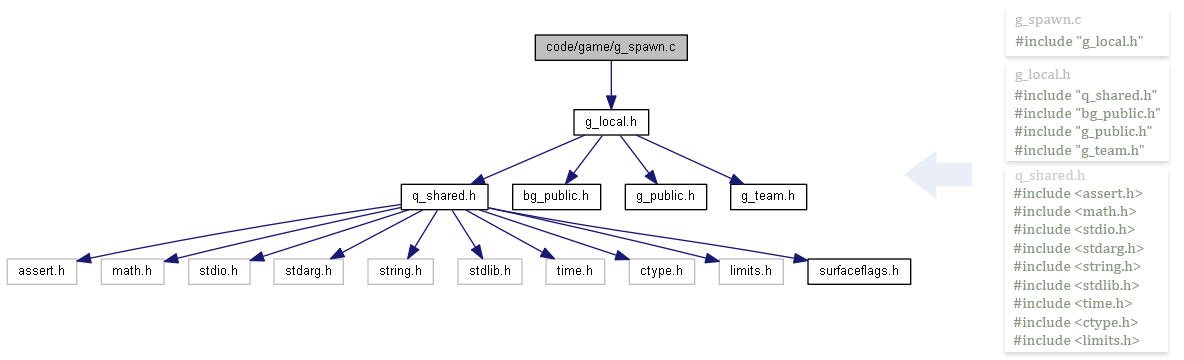 code/game/g_spawn.c
g_local.h
q_shared.h
bg_public.h
g_public.h
g_team.h
assert.h
math.h
stdio.h
stdarg.h
string.h
stdlib.h
time.h
ctype.h
limits.h
surfaceflags.h
g_spawn.c
#include "g_local.h"
g_local.h
#include "q_shared.h"
#include "bg_public.h"
#include "g_public.h"
#include "g_team.h"
q_shared.h
#include <assert.h>
#include <math.h>
#include <stdio.h>
#include <stdarg.h>
#include <string.h>
#include <stdlib.h>
#include <time.h>
#include <ctype.h>
#include <limits.h>